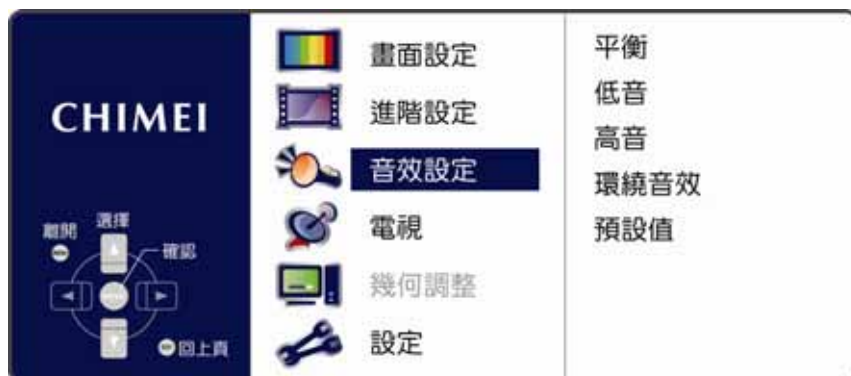 CHIMEI
離開
選擇
確認
回上頁
畫面設定
進階設定
音效設定
電視
幾何調整
設定
平衡
低音
高音
環繞音效
預設值